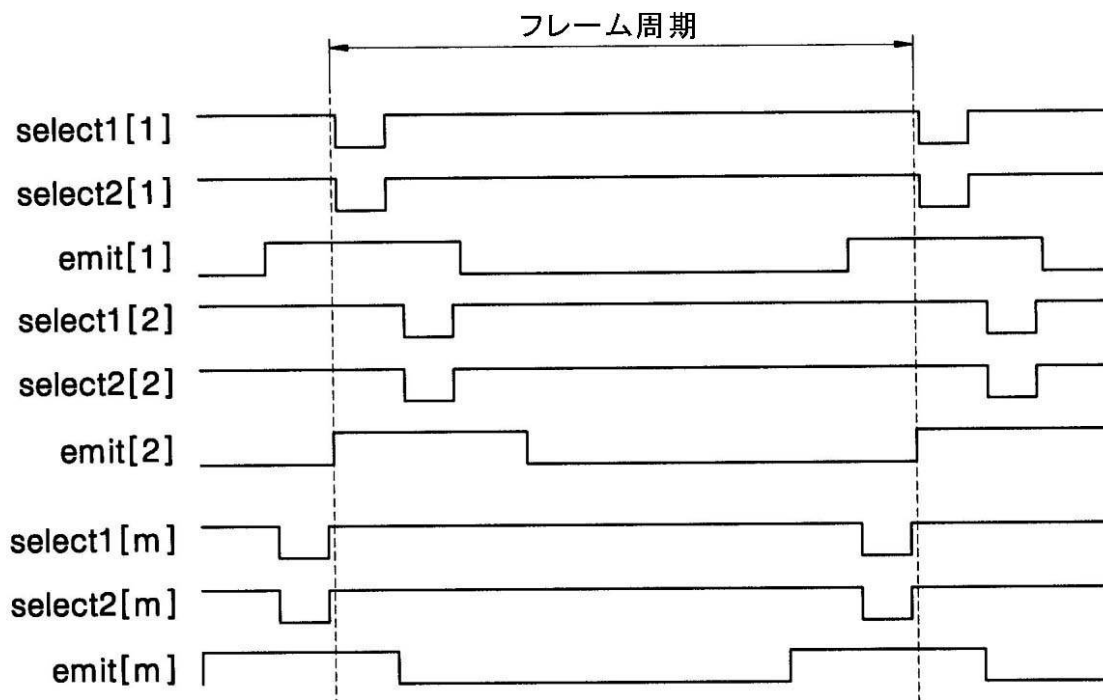 フレーム周期
select1[1]
select2[1]
emit[1]
select1[2]
select2[2]
emit[2]
select1[m]
select2[m]
emit[m]